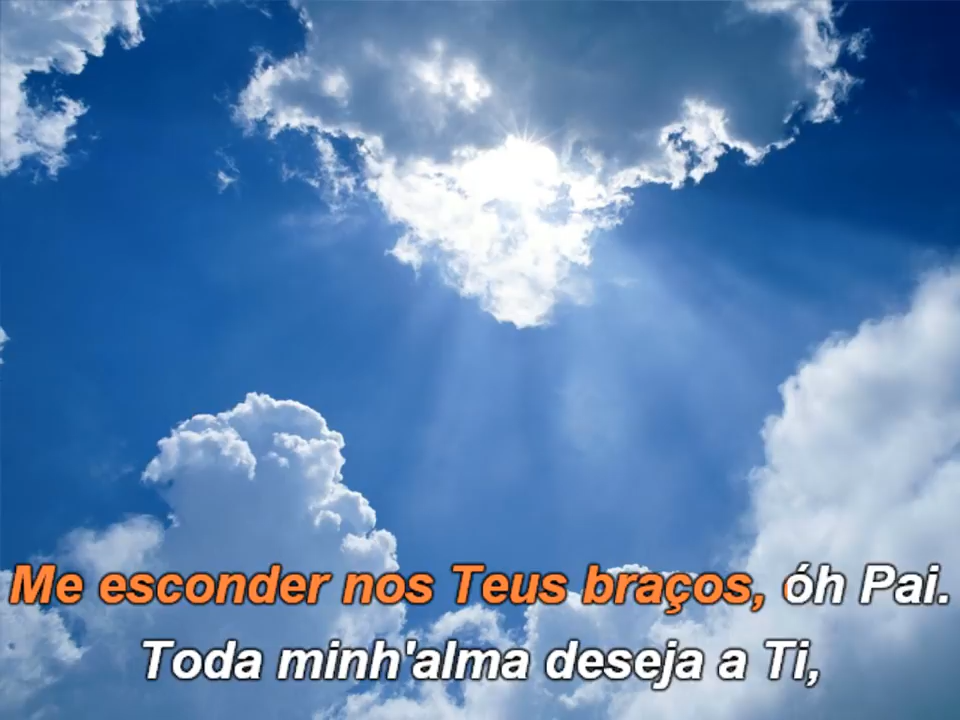 Me esconder nos Teus braços, óh Pai.
Toda minh'alma deseja a Ti,